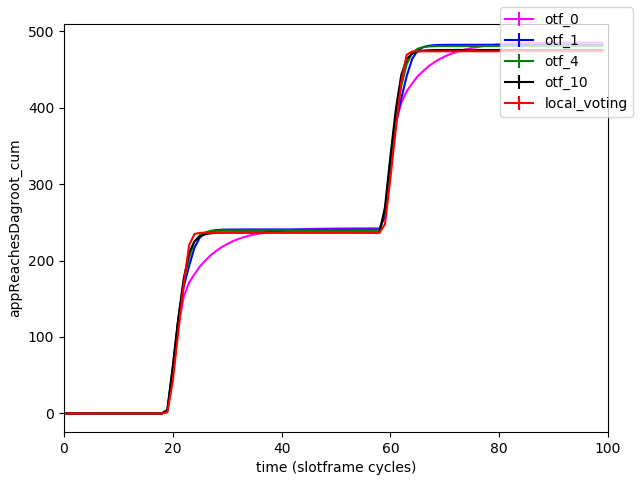 otf_0
otf_1
otf_4
otf_10
local_voting
500
400
300
200
100
0
appReachesDagroot_cum
0 20 40 60 80 100
time (slotframe cycles)